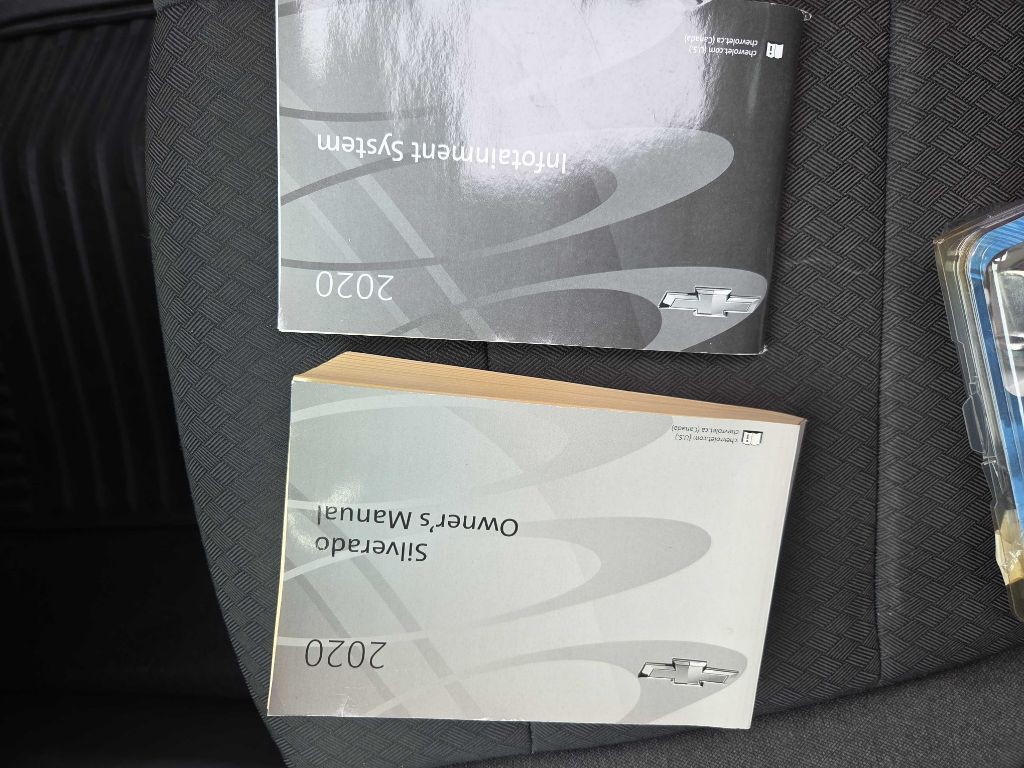 2020
Silverado
Owner's Manual
chevrolet.com (U.S.)
chevrolet.ca (Canada)
2020
Infotainment System
chevrolet.com (U.S.)
chevrolet.ca (Canada)